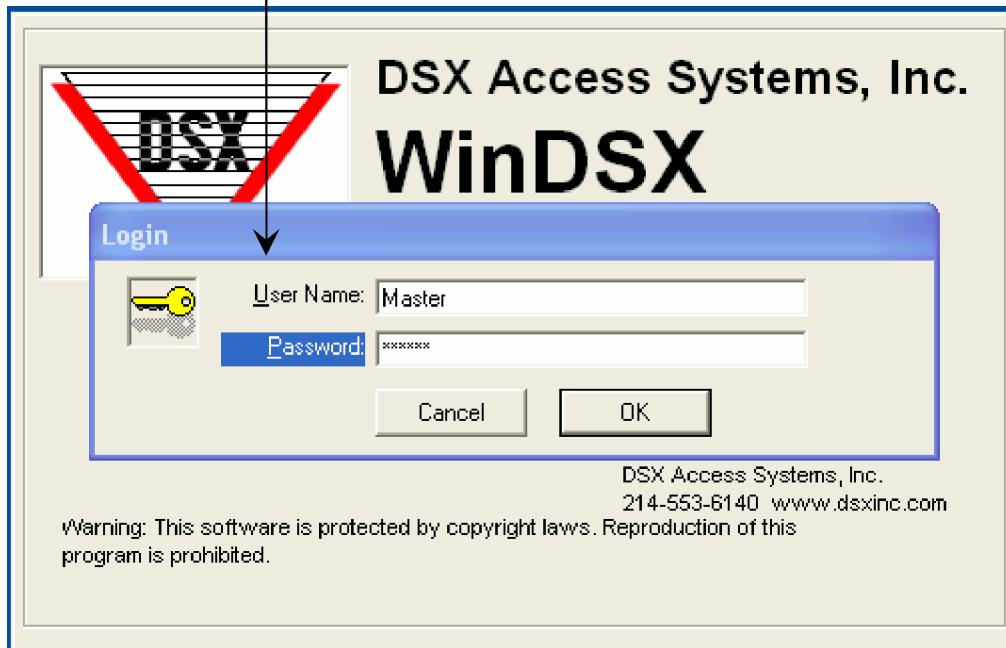 DSX Access Systems, Inc.
DSX
WinDSX
Login
User Name: Master
Password: ******
Cancel OK
DSX Access Systems, Inc.
214-553-6140 www.dsxinc.com
Warning: This software is protected by copyright laws. Reproduction of this
program is prohibited.